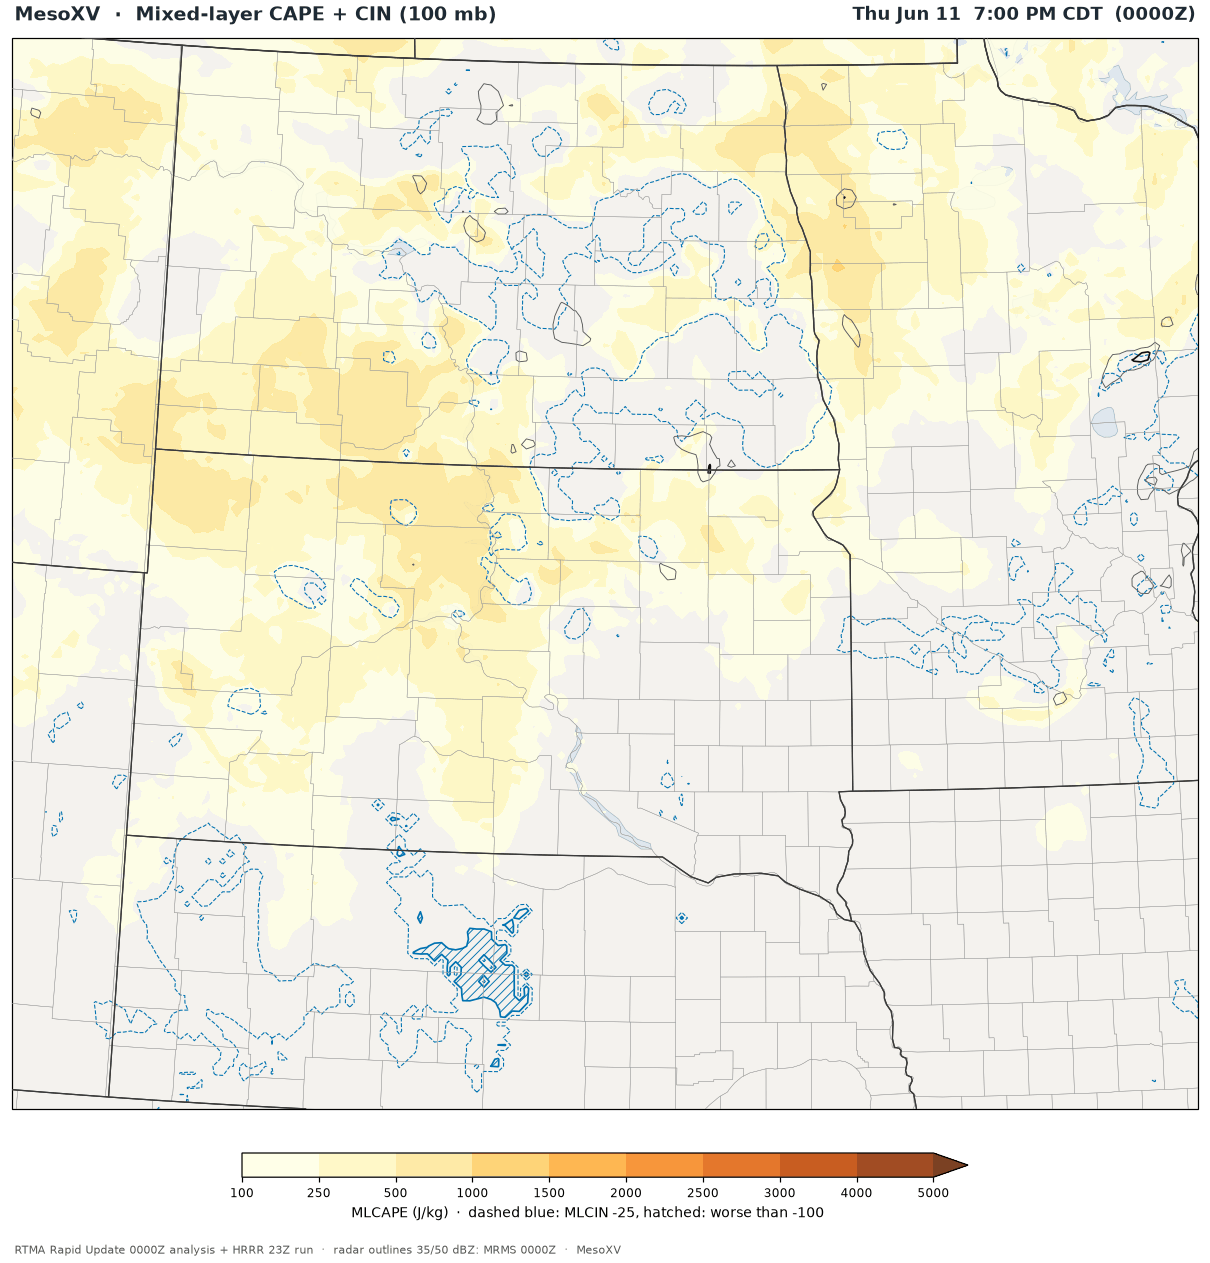 MesoXV · Mixed-layer CAPE + CIN (100 mb)
Thu Jun 11 7:00 PM CDT (0000Z)
100 250 500 1000 1500 2000 2500 3000 4000 5000
MLCAPE (J/kg) · dashed blue: MLCIN -25, hatched: worse than -100
RTMA Rapid Update 0000Z analysis + HRRR 23Z run · radar outlines 35/50 dBZ: MRMS 0000Z · MesoXV